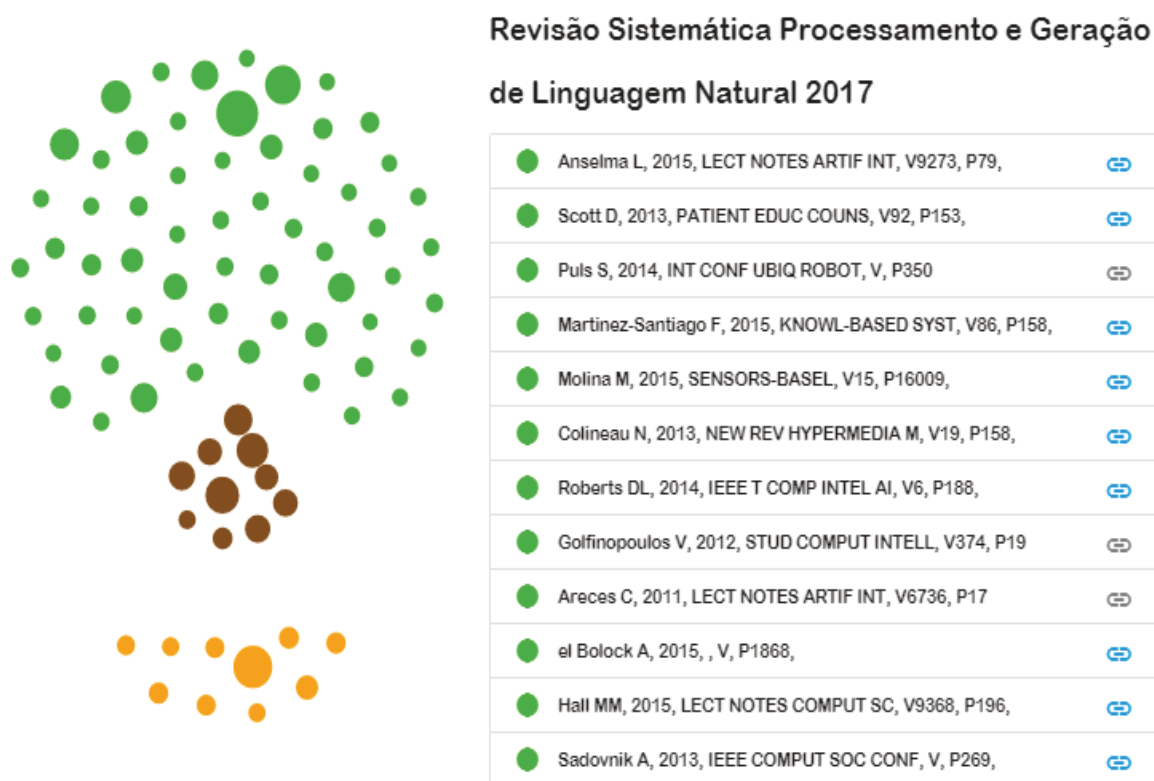 Revisão Sistemática Processamento e Geração
de Linguagem Natural 2017
Anselma L, 2015, LECT NOTES ARTIF INT, V9273, P79,
Scott D, 2013, PATIENT EDUC COUNS, V92, P153,
Puls S, 2014, INT CONF UBIQ ROBOT, V, P350
Martinez-Santiago F, 2015, KNOWL-BASED SYST, V86, P158,
Molina M, 2015, SENSORS-BASEL, V15, P16009,
Colineau N, 2013, NEW REV HYPERMEDIA M, V19, P158,
Roberts DL, 2014, IEEE T COMP INTEL AI, V6, P188,
Golfinopoulos V, 2012, STUD COMPUT INTELL, V374, P19
Areces C, 2011, LECT NOTES ARTIF INT, V6736, P17
el Bolock A, 2015, , V, P1868,
Hall MM, 2015, LECT NOTES COMPUT SC, V9368, P196,
Sadovnik A, 2013, IEEE COMPUT SOC CONF, V, P269,